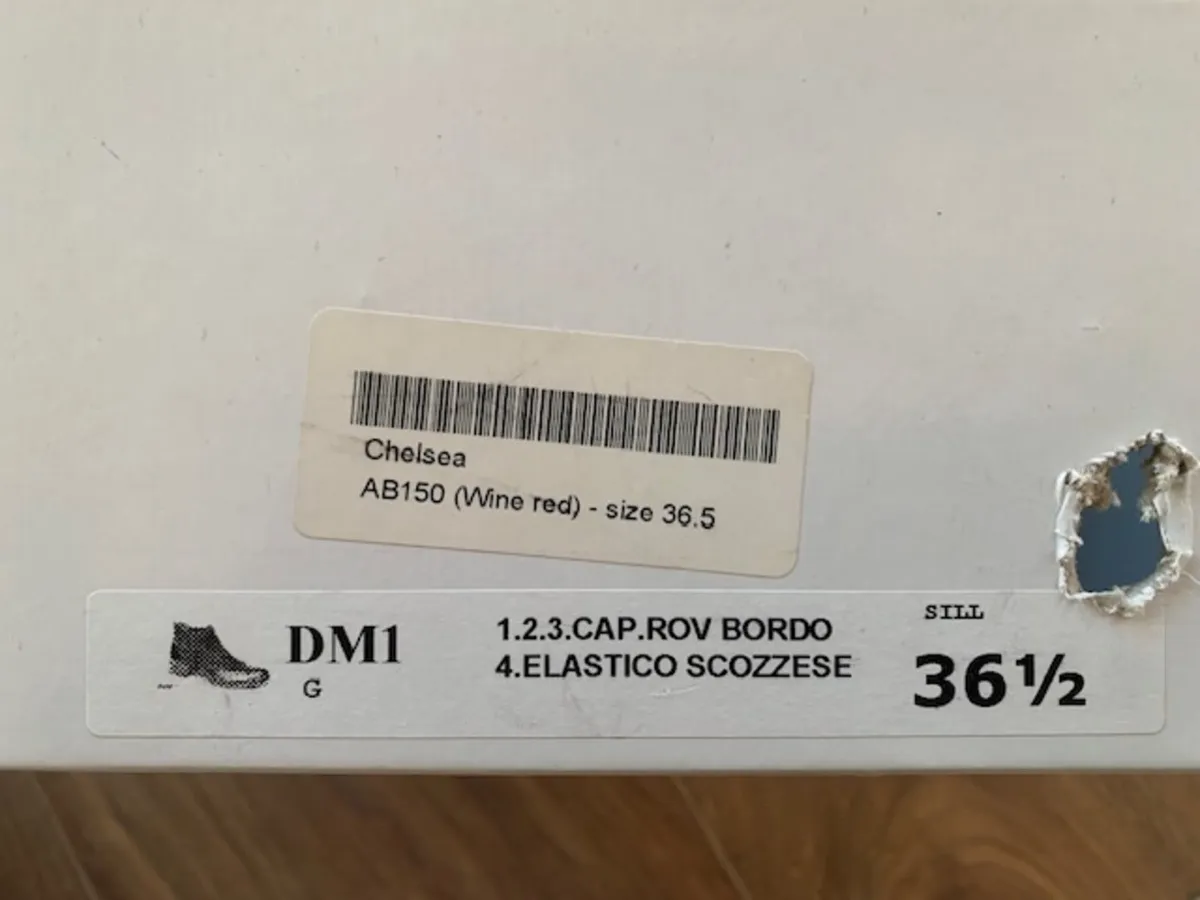 Chelsea
AB150 (Wine red) - size 36.5
DM1
G
1.2.3.CAP.ROV BORDO
4.ELASTICO SCOZZESE
SILL
36½